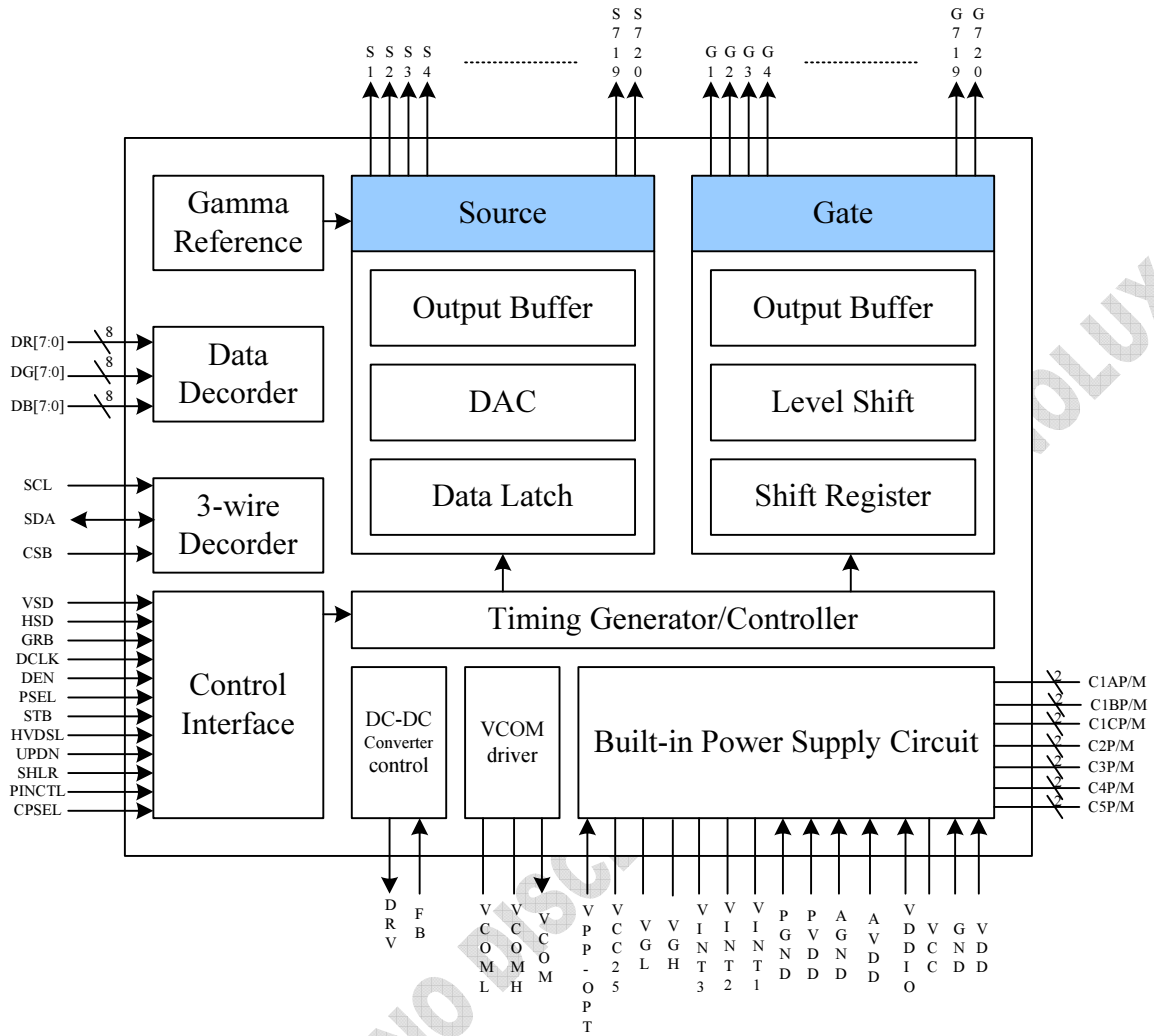 S1
S2
S3
S4
S719
S720
G1
G2
G3
G4
G719
G720
Gamma
Reference
Source
Gate
Output Buffer
Output Buffer
DR[7:0]
8
DG[7:0]
8
DB[7:0]
8
Data
Decorder
DAC
Level Shift
SCL
SDA
CSB
3-wire
Decorder
Data Latch
Shift Register
VSD
HSD
GRB
DCLK
DEN
PSEL
STB
HVDSL
UPDN
SHLR
PINCTL
CPSEL
Control
Interface
Timing Generator/Controller
DC-DC
Converter
control
VCOM
driver
Built-in Power Supply Circuit
2
C1AP/M
2
C1BP/M
2
C1CP/M
2
C2P/M
2
C3P/M
2
C4P/M
2
C5P/M
DRV
FB
VCOML
VCOMH
VCOM
VPP-OPT
VCC25
VGL
VGH
VINT3
VINT2
VINT1
PGND
PVDD
AGND
AVDD
VDDIO
VCC
GND
VDD
NO